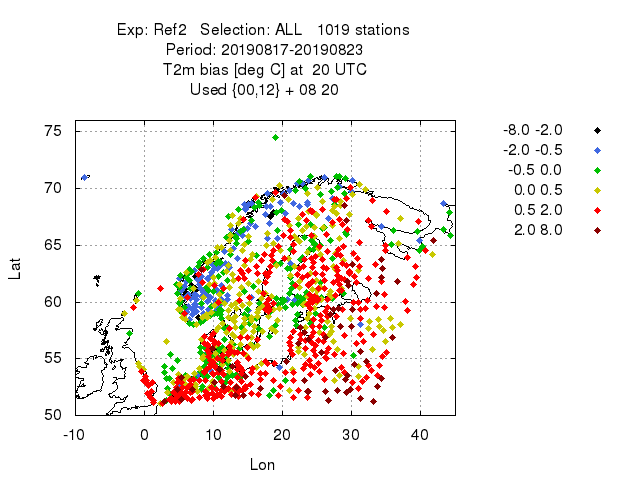 Exp: Ref2 Selection: ALL 1019 stations
Period: 20190817-20190823
T2m bias [deg C] at 20 UTC
Used {00,12} + 08 20
-8.0 -2.0
-2.0 -0.5
-0.5 0.0
0.0 0.5
0.5 2.0
2.0 8.0
Lat
75
70
65
60
55
50
-10 0 10 20 30 40
Lon